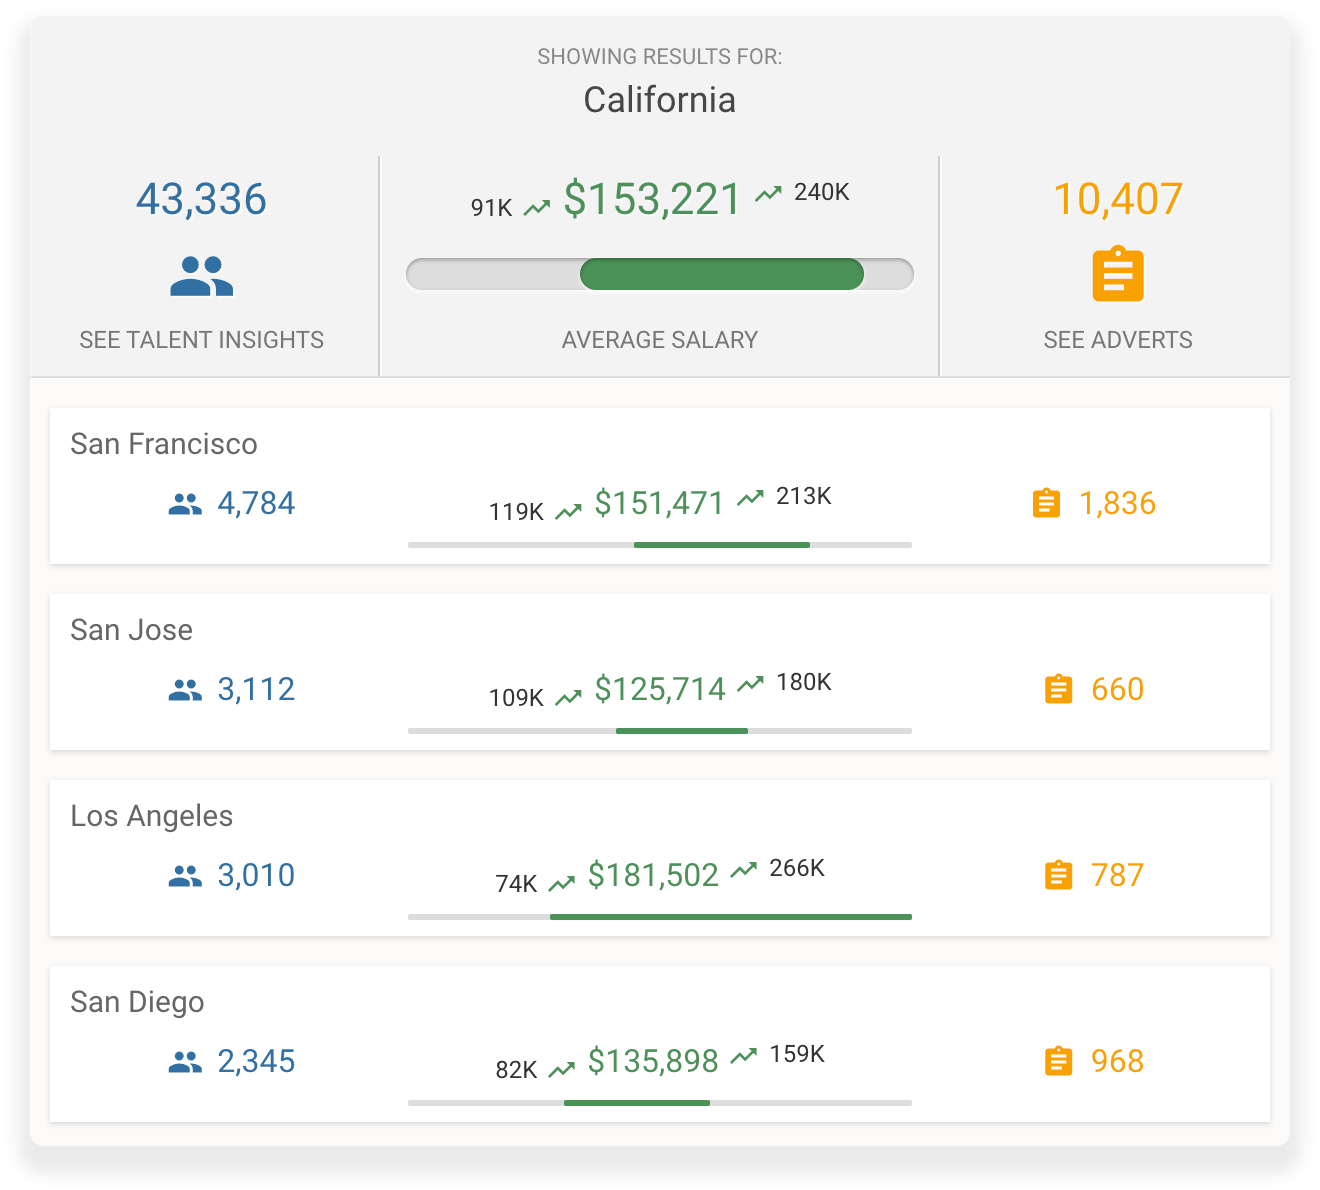 SHOWING RESULTS FOR:
California
43,336
91K $153,221 240K
10,407
SEE TALENT INSIGHTS
AVERAGE SALARY
SEE ADVERTS
San Francisco
4,784
119K $151,471 213K
1,836
San Jose
3,112
109K $125,714 180K
660
Los Angeles
3,010
74K $181,502 266K
787
San Diego
2,345
82K $135,898 159K
968